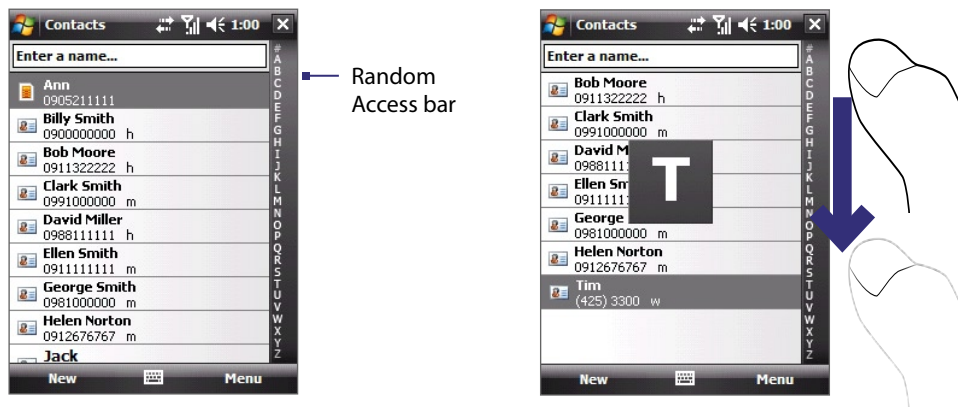 Contacts 1:00
Enter a name...
Ann
0905211111
Billy Smith
0900000000 h
Bob Moore
0911322222 h
Clark Smith
0991000000 m
David Miller
0988111111 h
Ellen Smith
0911111111 m
George Smith
0981000000 m
Helen Norton
0912676767 m
Jack
#
A
B
C
D
E
F
G
H
I
J
K
L
M
N
O
P
Q
R
S
T
U
V
W
X
Y
Z
New Menu
Random
Access bar
Contacts 1:00
Enter a name...
Bob Moore
0911322222 h
Clark Smith
0991000000 m
David M
0988111
Ellen Sm
0911111
George
0981000000 m
Helen Norton
0912676767 m
Tim
(425) 3300 w
T
#
A
B
C
D
E
F
G
H
I
J
K
L
M
N
O
P
Q
R
S
T
U
V
W
X
Y
Z
New Menu